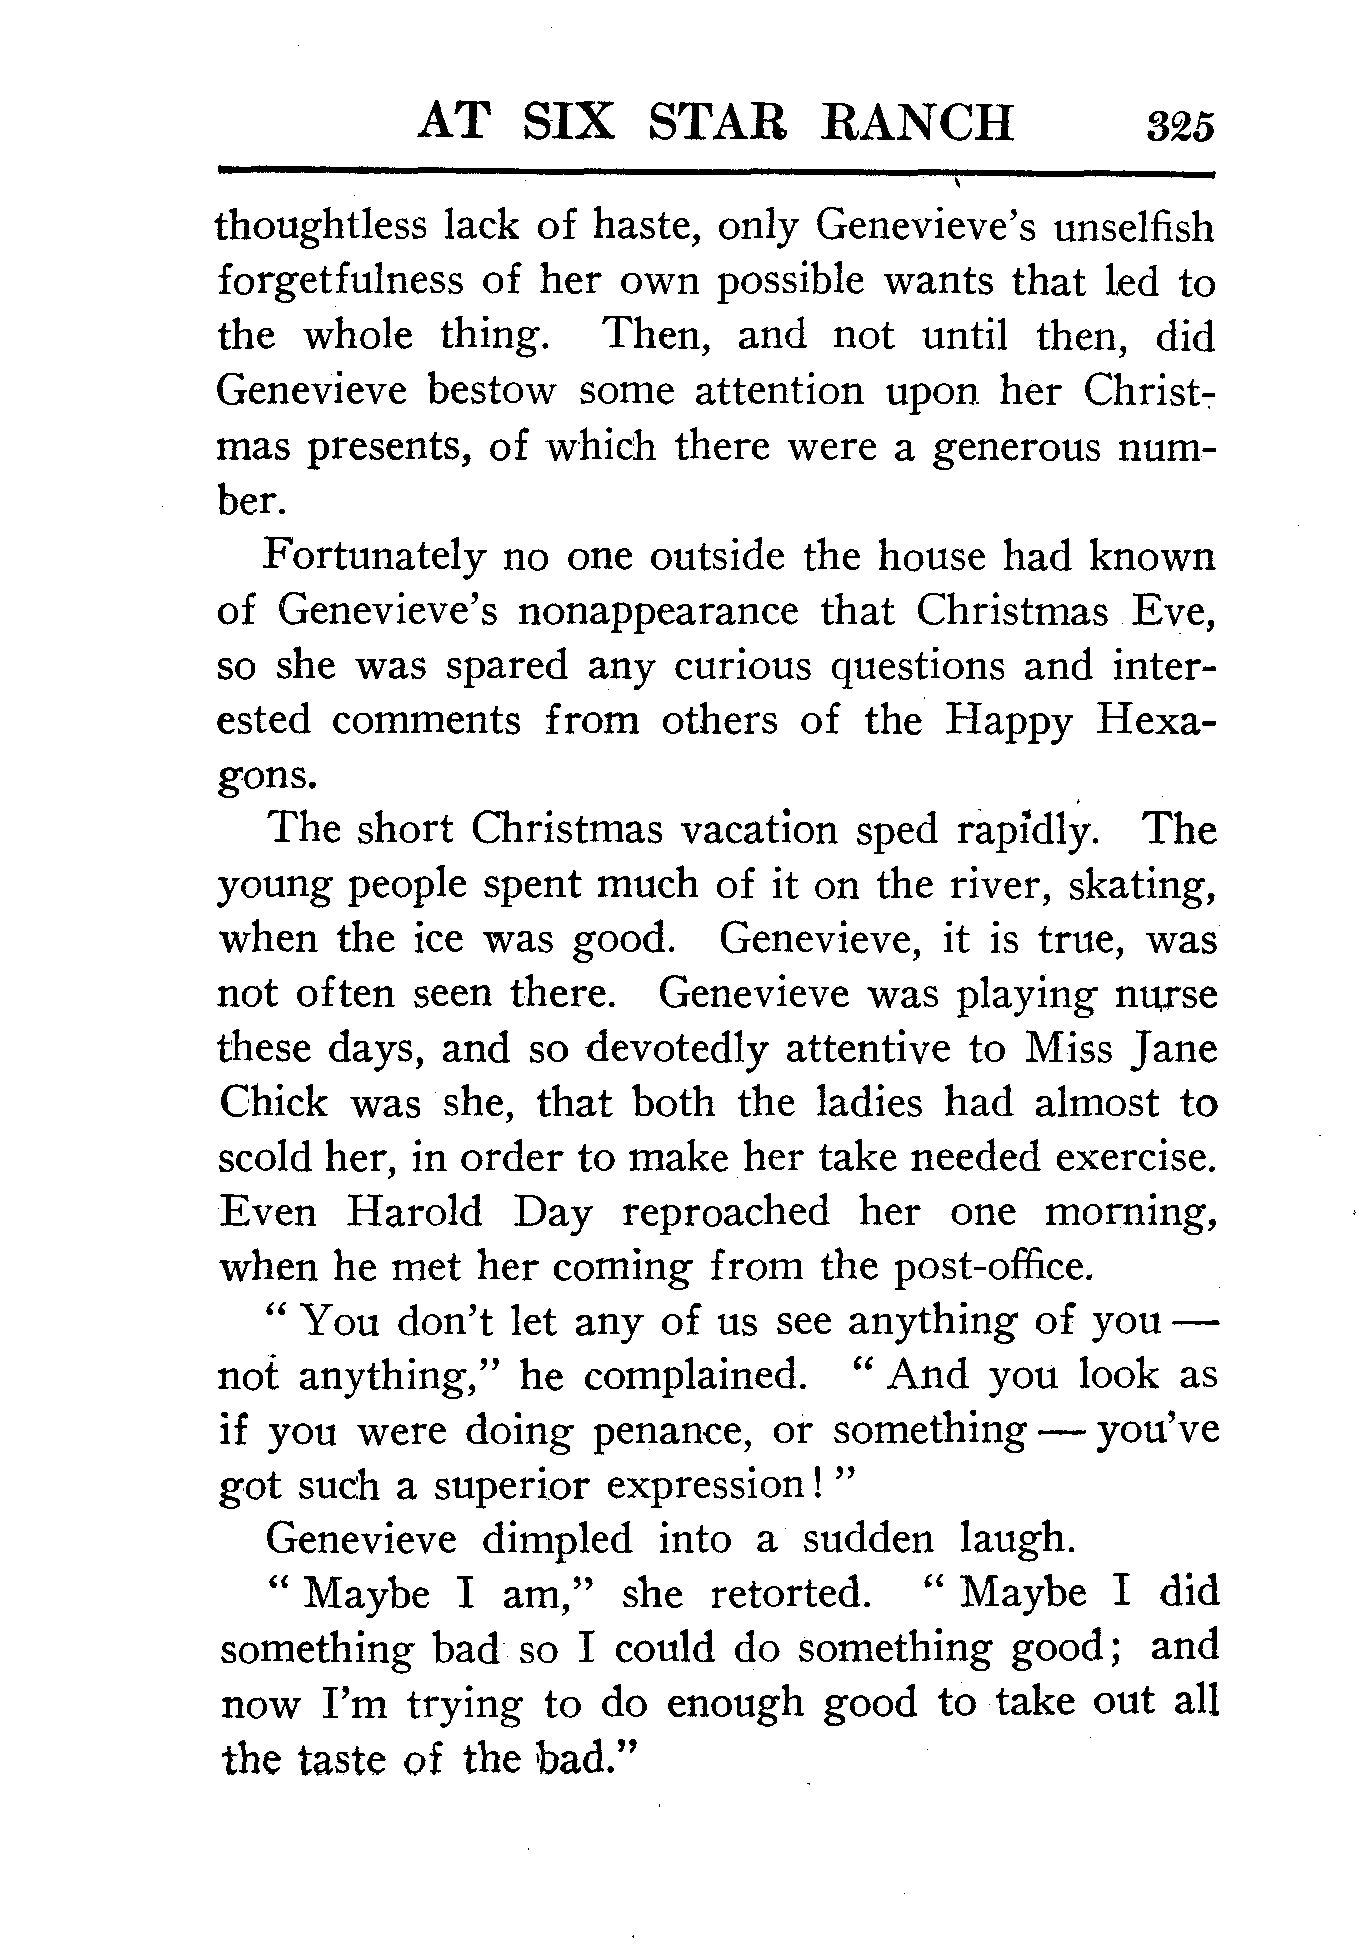 AT SIX STAR RANCH 325
thoughtless lack of haste, only Genevieve's unselfish
forgetfulness of her own possible wants that led to
the whole thing. Then, and not until then, did
Genevieve bestow some attention upon her Christ-
mas presents, of which there were a generous num-
ber.
Fortunately no one outside the house had known
of Genevieve's nonappearance that Christmas Eve,
so she was spared any curious questions and inter-
ested comments from others of the Happy Hexa-
gons.
The short Christmas vacation sped rapidly. The
young people spent much of it on the river, skating,
when the ice was good. Genevieve, it is true, was
not often seen there. Genevieve was playing nurse
these days, and so devotedly attentive to Miss Jane
Chick was she, that both the ladies had almost to
scold her, in order to make her take needed exercise.
Even Harold Day reproached her one morning,
when he met her coming from the post-office.
" You don't let any of us see anything of you —
not anything," he complained. " And you look as
if you were doing penance, or something — you've
got such a superior expression! "
Genevieve dimpled into a sudden laugh.
" Maybe I am," she retorted. " Maybe I did
something bad so I could do something good; and
now I'm trying to do enough good to take out all
the taste of the bad."